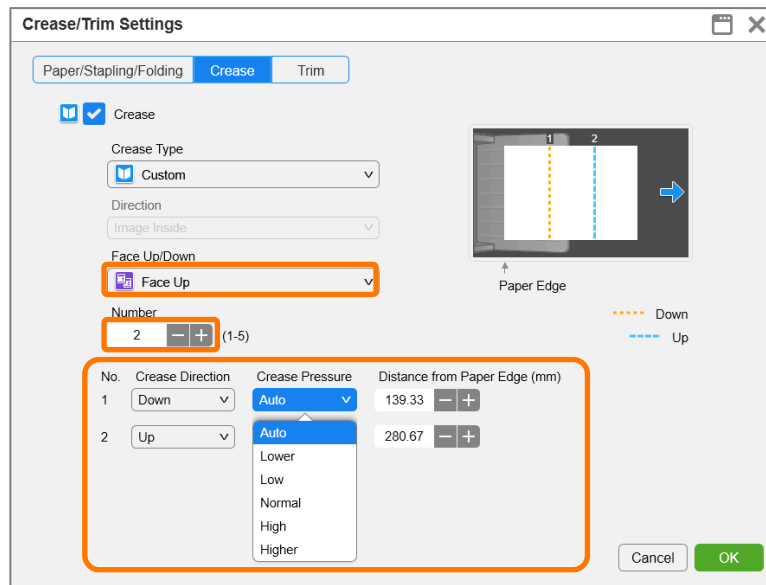 Crease/Trim Settings
Paper/Stapling/Folding Crease Trim
Crease
Crease Type
Custom
Direction
Image Inside
Face Up/Down
Face Up
Number
2 (1-5)
1 2
Paper Edge
Down
Up
No. Crease Direction Crease Pressure Distance from Paper Edge (mm)
1 Down Auto 139.33
2 Up 280.67
Auto
Lower
Low
Normal
High
Higher
Cancel OK